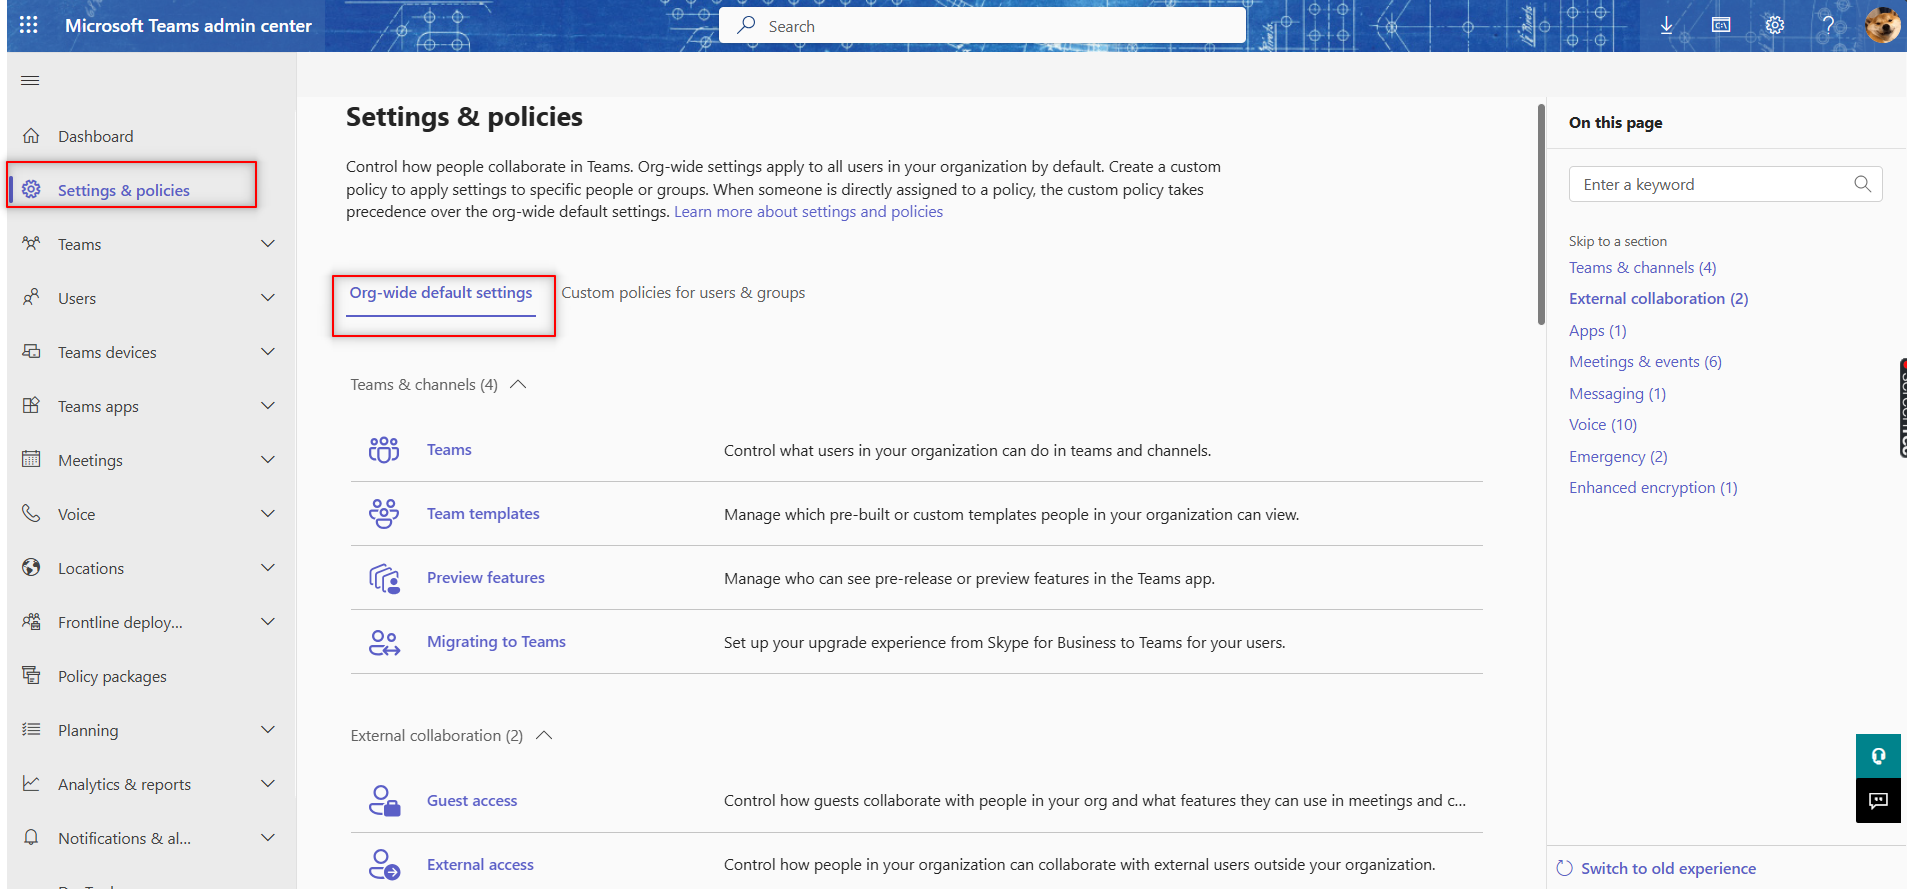 Microsoft Teams admin center
Search
Dashboard
Settings & policies
Teams
Users
Teams devices
Teams apps
Meetings
Voice
Locations
Frontline deploy...
Policy packages
Planning
Analytics & reports
Notifications & al...
Settings & policies
Control how people collaborate in Teams. Org-wide settings apply to all users in your organization by default. Create a custom
policy to apply settings to specific people or groups. When someone is directly assigned to a policy, the custom policy takes
precedence over the org-wide default settings. Learn more about settings and policies
Org-wide default settings Custom policies for users & groups
Teams & channels (4)
Teams Control what users in your organization can do in teams and channels.
Team templates Manage which pre-built or custom templates people in your organization can view.
Preview features Manage who can see pre-release or preview features in the Teams app.
Migrating to Teams Set up your upgrade experience from Skype for Business to Teams for your users.
External collaboration (2)
Guest access Control how guests collaborate with people in your org and what features they can use in meetings and c...
External access Control how people in your organization can collaborate with external users outside your organization.
On this page
Enter a keyword
Skip to a section
Teams & channels (4)
External collaboration (2)
Apps (1)
Meetings & events (6)
Messaging (1)
Voice (10)
Emergency (2)
Enhanced encryption (1)
Switch to old experience